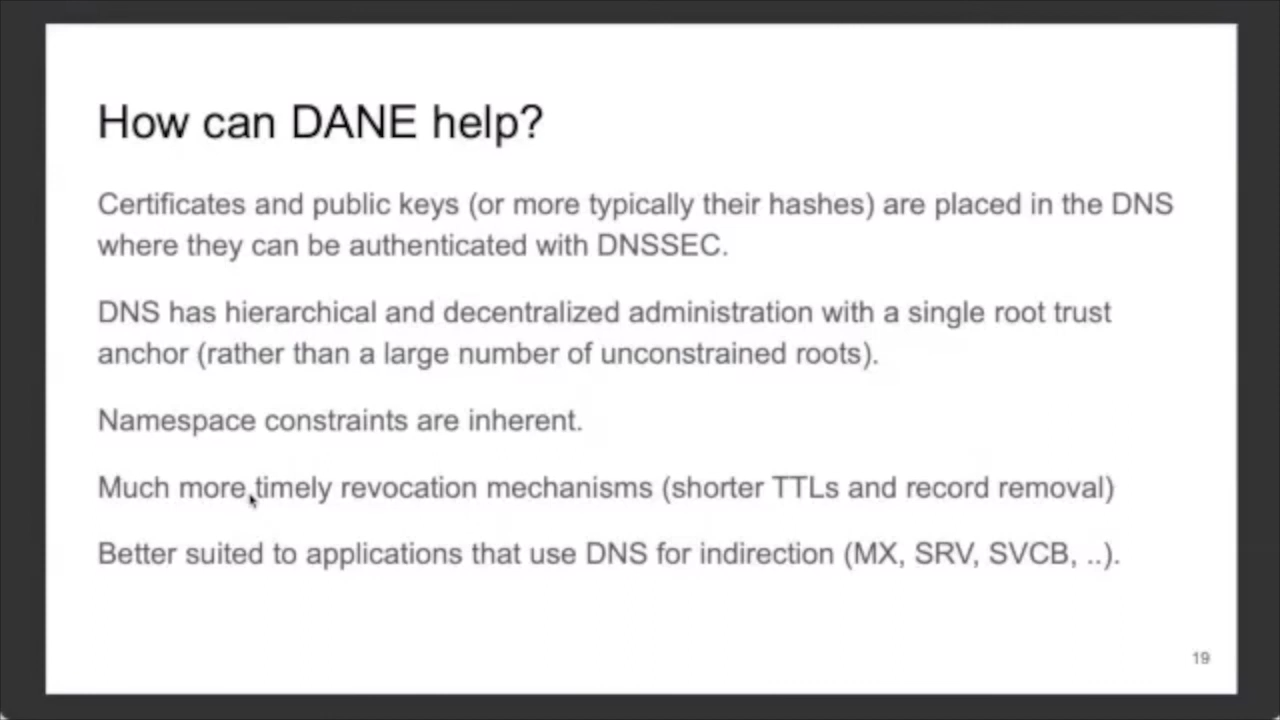 How can DANE help?
Certificates and public keys (or more typically their hashes) are placed in the DNS
where they can be authenticated with DNSSEC.
DNS has hierarchical and decentralized administration with a single root trust
anchor (rather than a large number of unconstrained roots).
Namespace constraints are inherent.
Much more timely revocation mechanisms (shorter TTLs and record removal)
Better suited to applications that use DNS for indirection (MX, SRV, SVCB, ..).
19